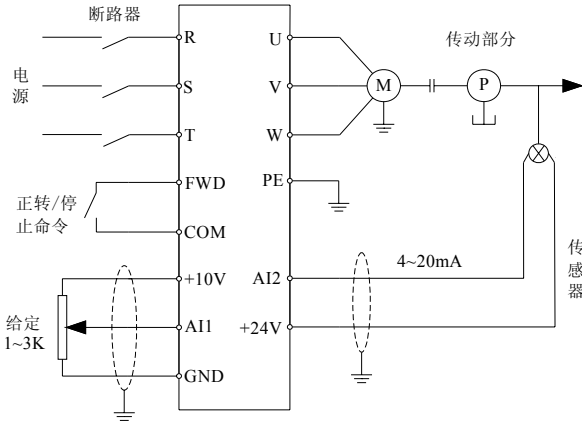 断路器
电
源
R
S
T
FWD
COM
+10V
AI1
GND
正转/停
止命令
给定
1~3K
U
V
W
PE
AI2
+24V
M
P
传动部分
4~20mA
传
感
器